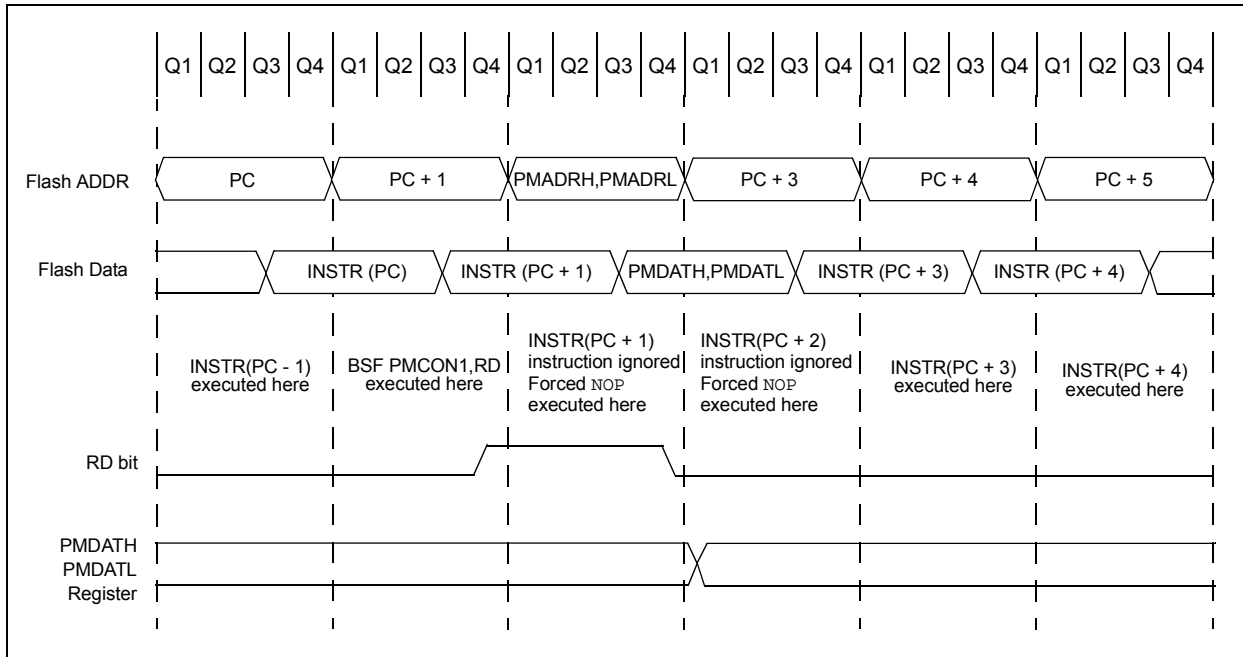 Q1 Q2 Q3 Q4 Q1 Q2 Q3 Q4 Q1 Q2 Q3 Q4 Q1 Q2 Q3 Q4 Q1 Q2 Q3 Q4 Q1 Q2 Q3 Q4
Flash ADDR PC PC + 1 PMADRH,PMADRL PC + 3 PC + 4 PC + 5
Flash Data INSTR (PC) INSTR (PC + 1) PMDATH,PMDATL INSTR (PC + 3) INSTR (PC + 4)
INSTR(PC - 1)
executed here
BSF PMCON1,RD
executed here
INSTR(PC + 1)
instruction ignored
Forced NOP
executed here
INSTR(PC + 2)
instruction ignored
Forced NOP
executed here
INSTR(PC + 3)
executed here
INSTR(PC + 4)
executed here
RD bit
PMDATH
PMDATL
Register